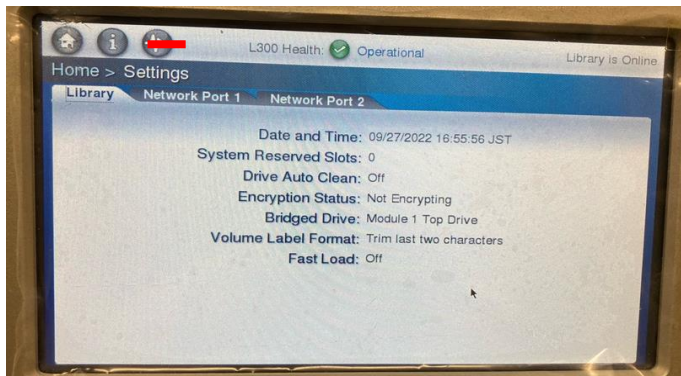 L300 Health: Operational
Library is Online
Home > Settings
Library Network Port 1 Network Port 2
Date and Time: 09/27/2022 16:55:56 JST
System Reserved Slots: 0
Drive Auto Clean: Off
Encryption Status: Not Encrypting
Bridged Drive: Module 1 Top Drive
Volume Label Format: Trim last two characters
Fast Load: Off